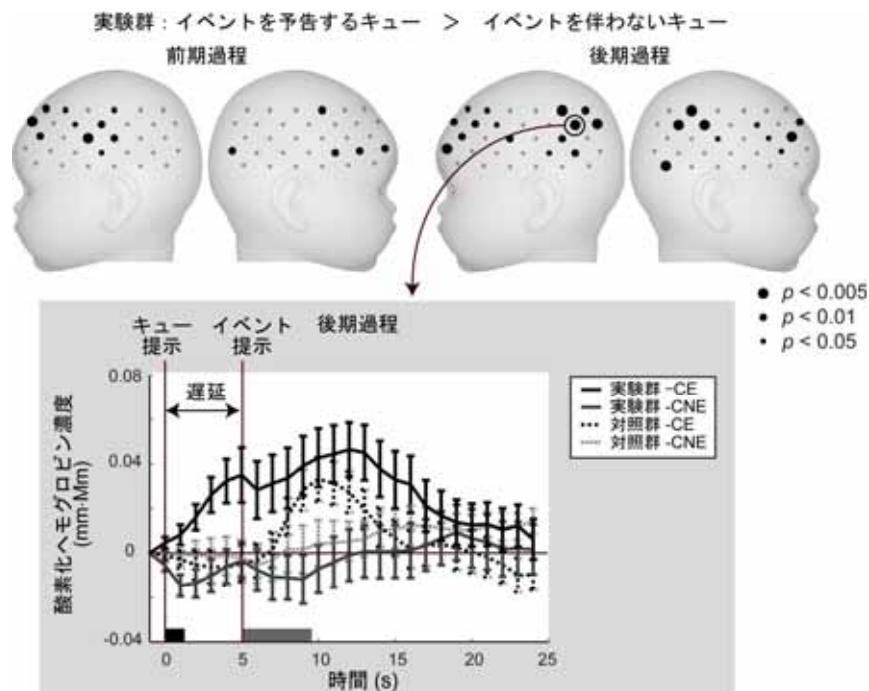 実験群：イベントを予告するキュー ＞ イベントを伴わないキュー
前期過程
後期過程
p < 0.005
p < 0.01
p < 0.05
キュー
提示
イベント
提示
後期過程
遅延
実験群-CE
実験群-CNE
対照群-CE
対照群-CNE
酸素化ヘモグロビン濃度
(mm·Mm)
0.08
0.04
0
-0.04
0 5 10 15 20 25
時間 (s)